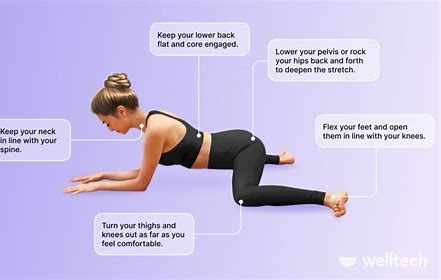 Keep your lower back
flat and core engaged.
Lower your pelvis or rock
your hips back and forth
to deepen the stretch.
Keep your neck
in line with your
spine.
Flex your feet and open
them in line with your knees.
Turn your thighs and
knees out as far as you
feel comfortable.
welltech